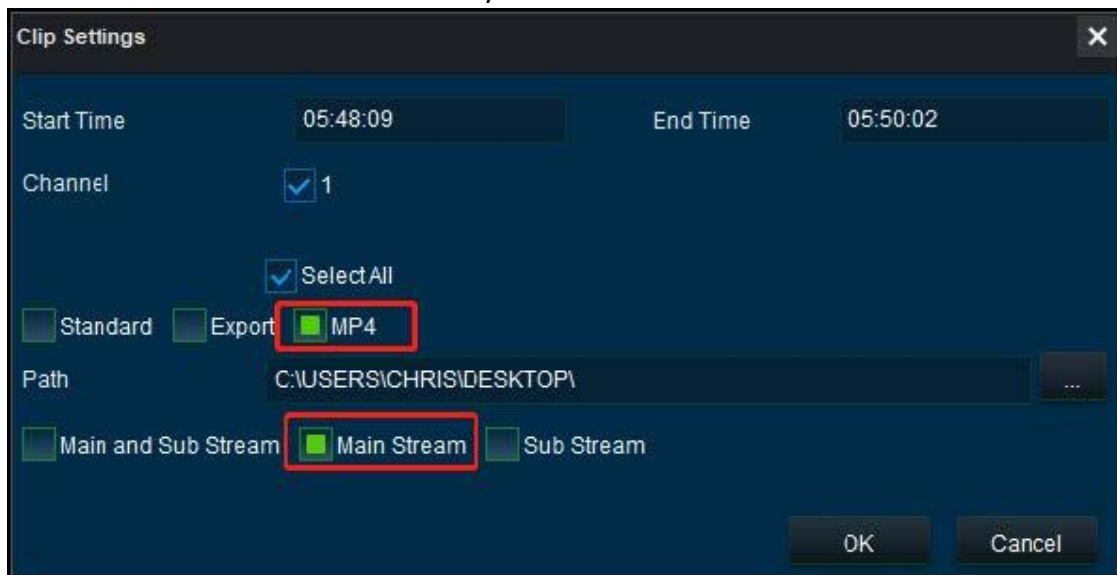 Clip Settings
Start Time 05:48:09 End Time 05:50:02
Channel 1
Select All
Standard Export MP4
Path C:\USERS\CHRIS\DESKTOP\ ...
Main and Sub Stream Main Stream Sub Stream
OK Cancel